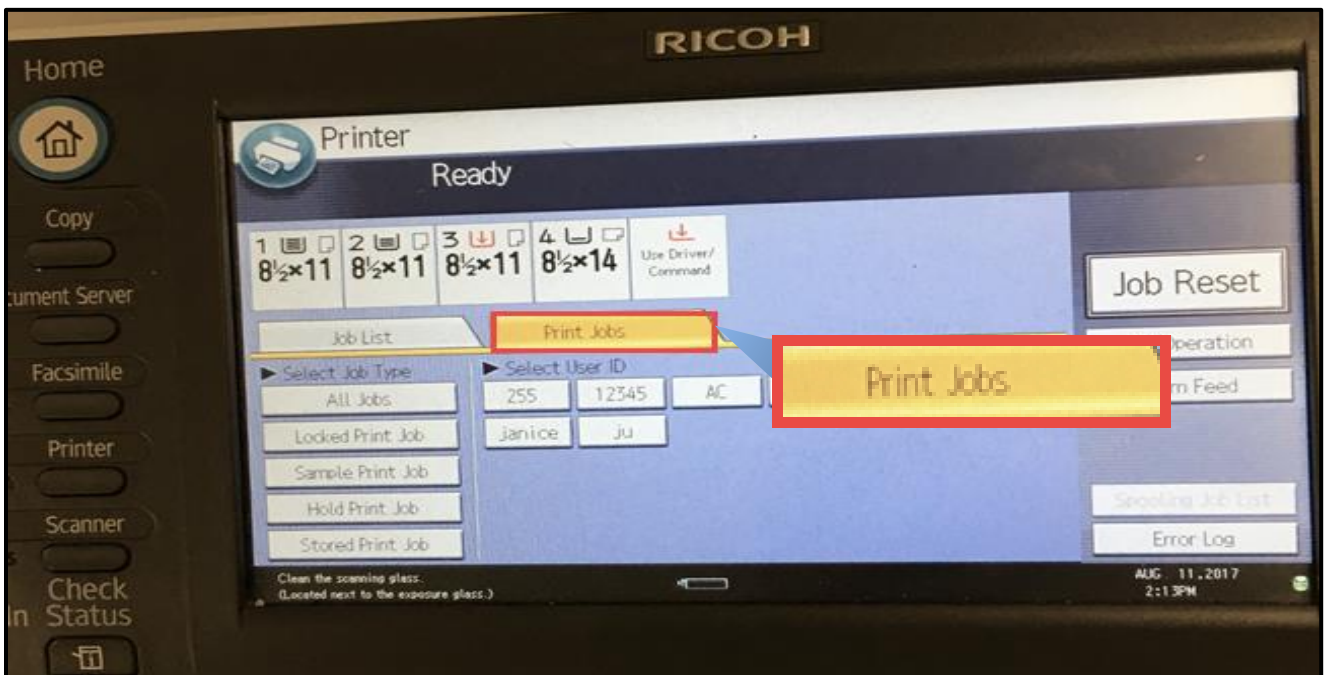 RICOH
Home
Printer
Ready
Copy
1 2 3 4 Use Driver/
8½×11 8½×11 8½×11 8½×14 Command
Job Reset
ument Server
Job List Print Jobs
peration
Select Job Type Select User ID
Print Jobs
Facsimile
All Jobs 255 12345 AC
m Feed
Locked Print Job janice ju
Printer
Sample Print Job
Hold Print Job
Spooling Job List
Scanner
Stored Print Job
Error Log
Clean the scanning glass.
(Located next to the exposure glass.)
AUG 11.2017
2:13PM
s
Check
In Status